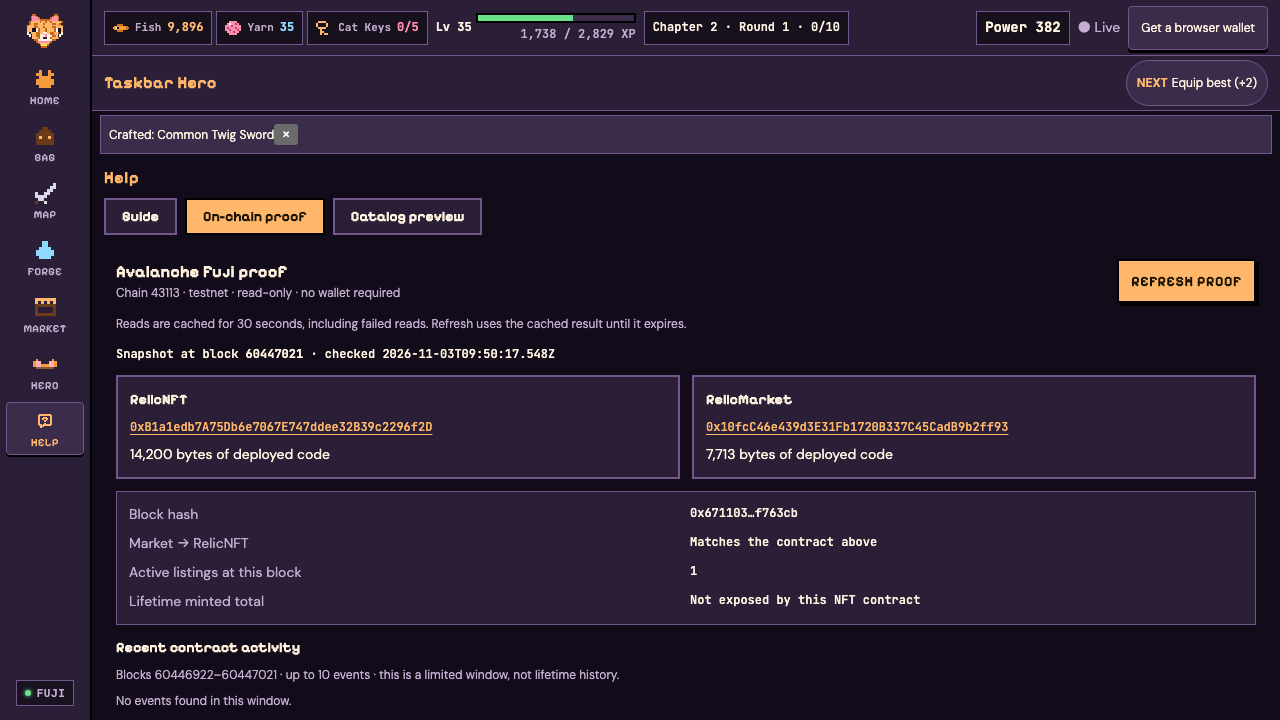 Fish 9,896
Yarn 35
Cat Keys 0/5
Lv 35
1,738 / 2,829 XP
Chapter 2 · Round 1 · 0/10
Power 382
Live
Get a browser wallet
HOME
BAG
MAP
FORGE
MARKET
HERO
HELP
FUJI
Taskbar Hero
NEXT Equip best (+2)
Crafted: Common Twig Sword ×
Help
Guide
On-chain proof
Catalog preview
Avalanche Fuji proof
Chain 43113 · testnet · read-only · no wallet required
REFRESH PROOF
Reads are cached for 30 seconds, including failed reads. Refresh uses the cached result until it expires.
Snapshot at block 60447021 · checked 2026-11-03T09:50:17.548Z
RelicNFT
0xB1a1edb7A75Db6e7067E747ddee32B39c2296f2D
14,200 bytes of deployed code
RelicMarket
0x10fcC46e439d3E31Fb1720B337C45CadB9b2ff93
7,713 bytes of deployed code
Block hash 0x671103…f763cb
Market → RelicNFT Matches the contract above
Active listings at this block 1
Lifetime minted total Not exposed by this NFT contract
Recent contract activity
Blocks 60446922–60447021 · up to 10 events · this is a limited window, not lifetime history.
No events found in this window.